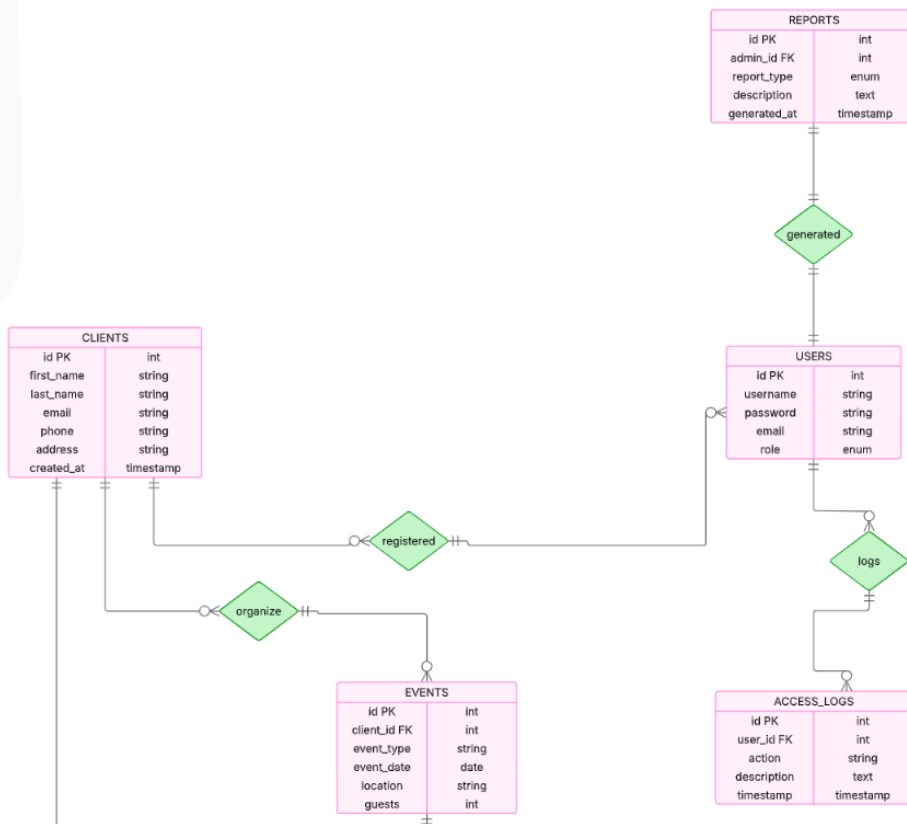 REPORTS
id PK int
admin_id FK int
report_type enum
description text
generated_at timestamp
generated
CLIENTS
id PK int
first_name string
last_name string
email string
phone string
address string
created_at timestamp
USERS
id PK int
username string
password string
email string
role enum
registered
logs
organize
EVENTS
id PK int
client_id FK int
event_type string
event_date date
location string
guests int
ACCESS_LOGS
id PK int
user_id FK int
action string
description text
timestamp timestamp